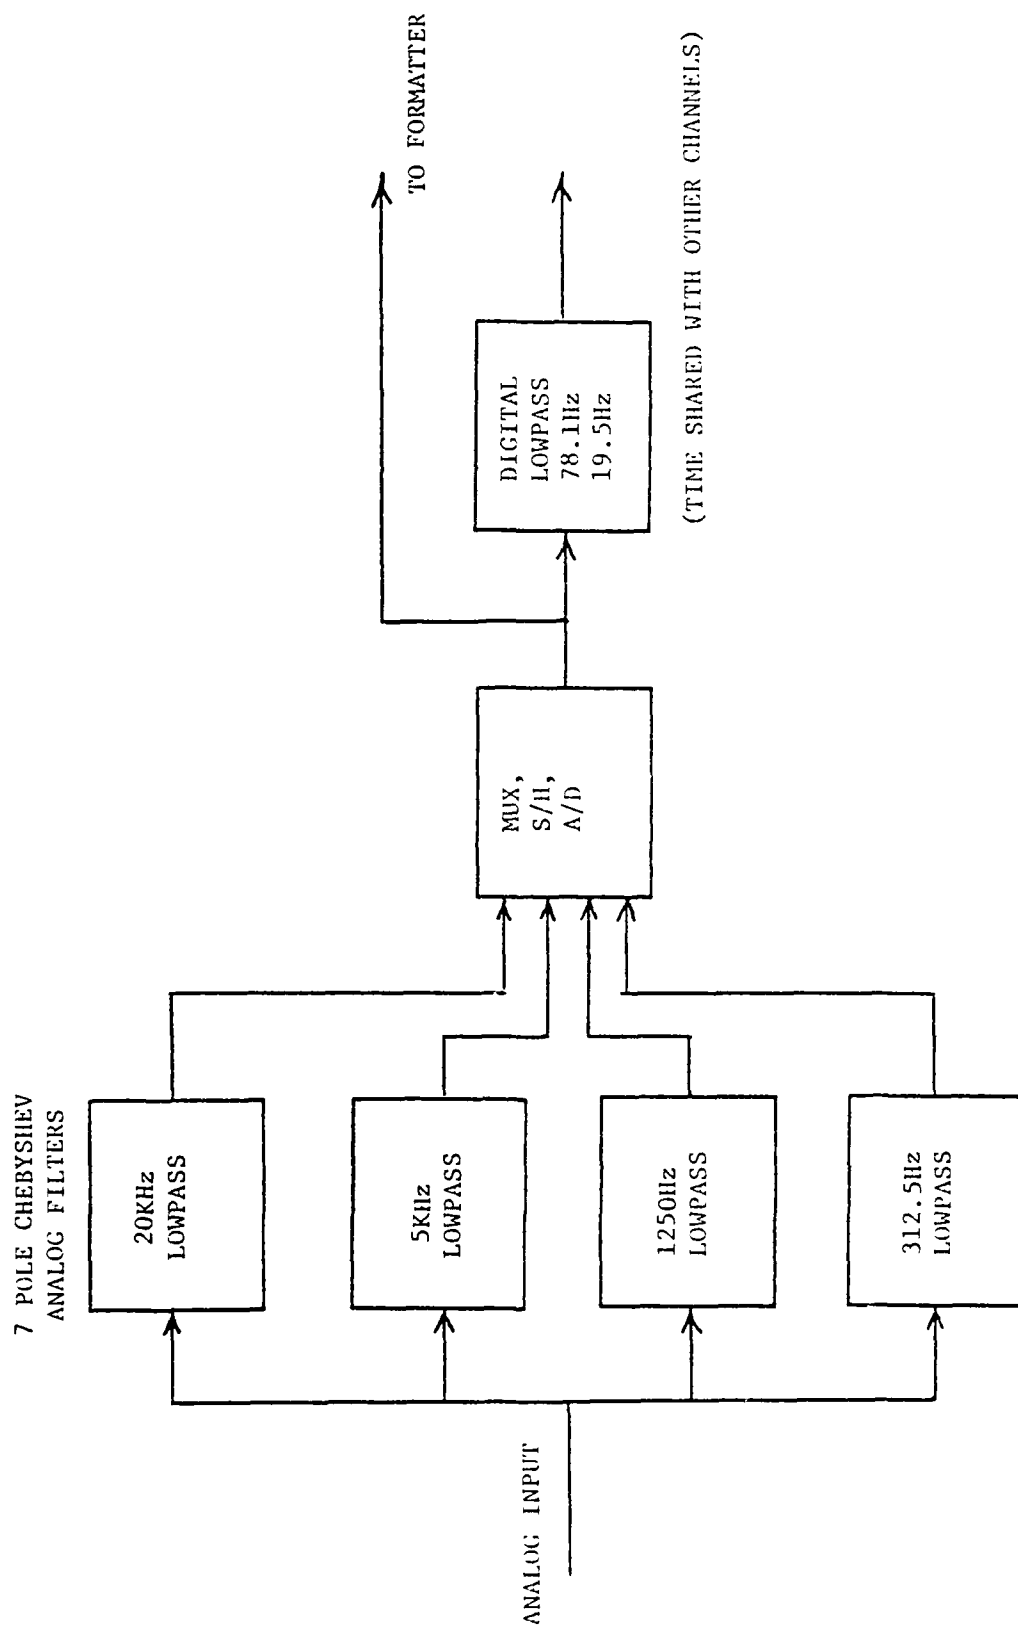 7 POLE CHEBYSHEV
ANALOG FILTERS
20KHz
LOWPASS
5KHz
LOWPASS
1250Hz
LOWPASS
312.5Hz
LOWPASS
ANALOG INPUT
MUX,
S/H,
A/D
DIGITAL
LOWPASS
78.1Hz
19.5Hz
TO FORMATTER
(TIME SHARED WITH OTHER CHANNELS)